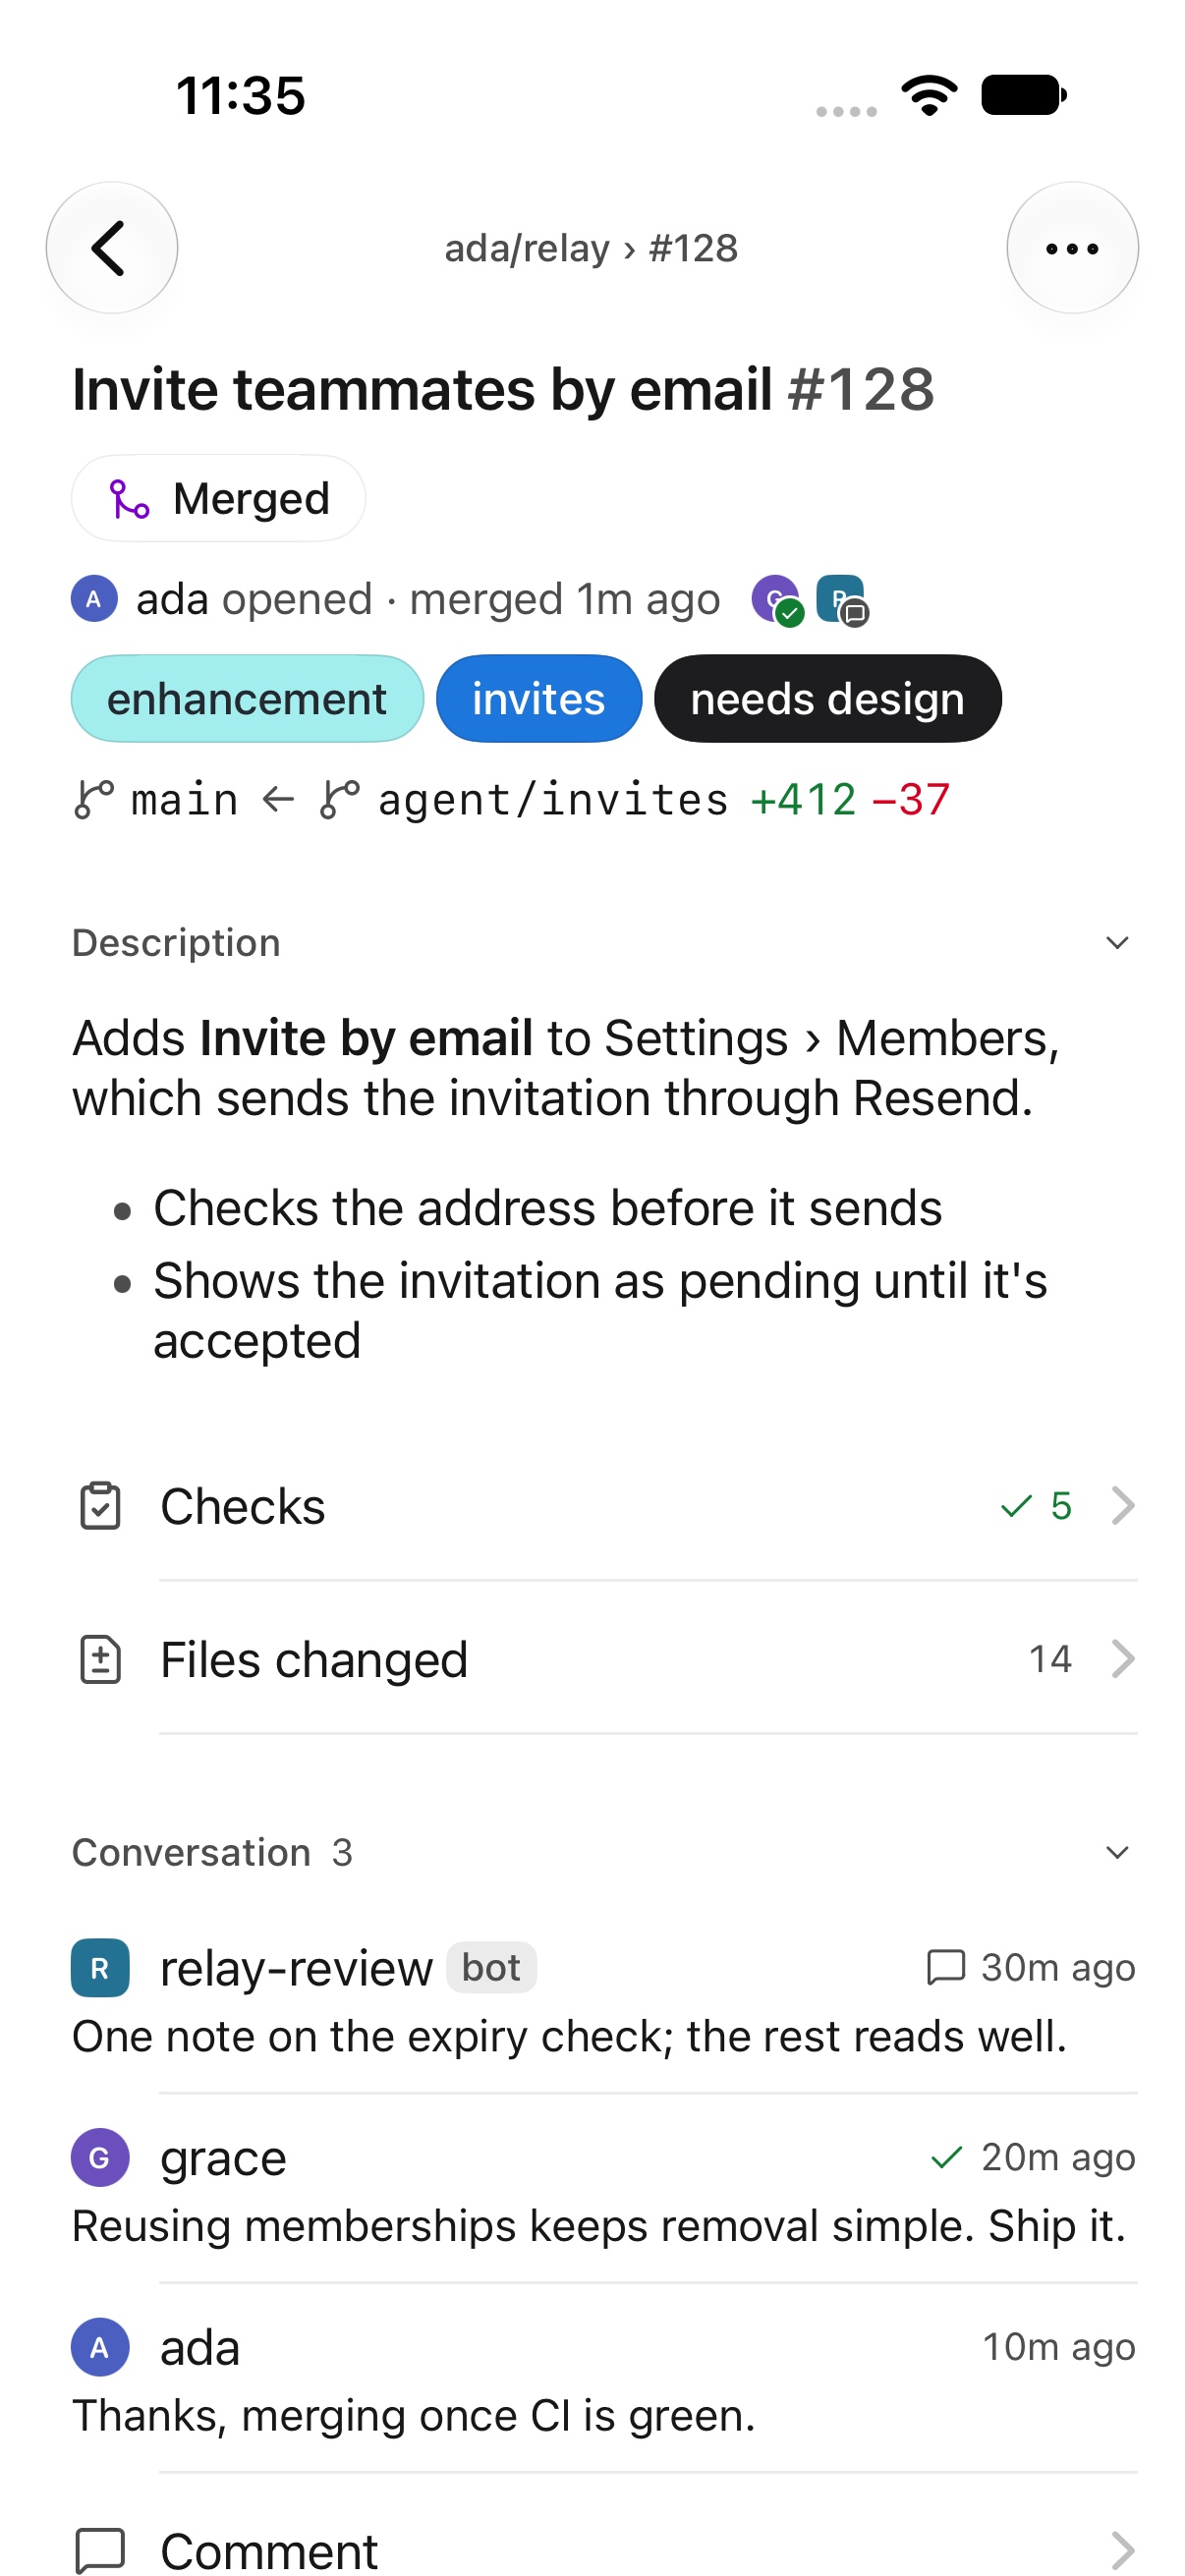 11:35
ada/relay › #128
Invite teammates by email #128
Merged
A ada opened · merged 1m ago G R
enhancement invites needs design
main ← agent/invites +412 −37
Description
Adds Invite by email to Settings › Members,
which sends the invitation through Resend.
• Checks the address before it sends
• Shows the invitation as pending until it's
accepted
Checks 5
Files changed 14
Conversation 3
R relay-review bot 30m ago
One note on the expiry check; the rest reads well.
G grace 20m ago
Reusing memberships keeps removal simple. Ship it.
A ada 10m ago
Thanks, merging once CI is green.
Comment